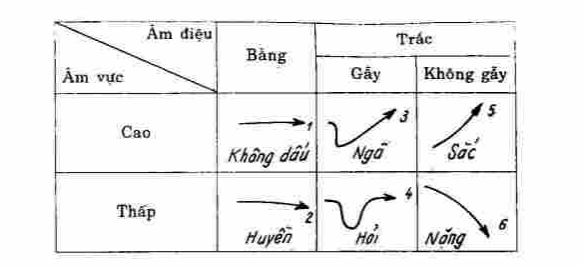 Âm điệu
Âm vực
Bằng
Trắc
Gẫy
Không gẫy
Cao
1
Không dấu
3
Ngã
5
Sắc
Thấp
2
Huyền
4
Hỏi
6
Nặng